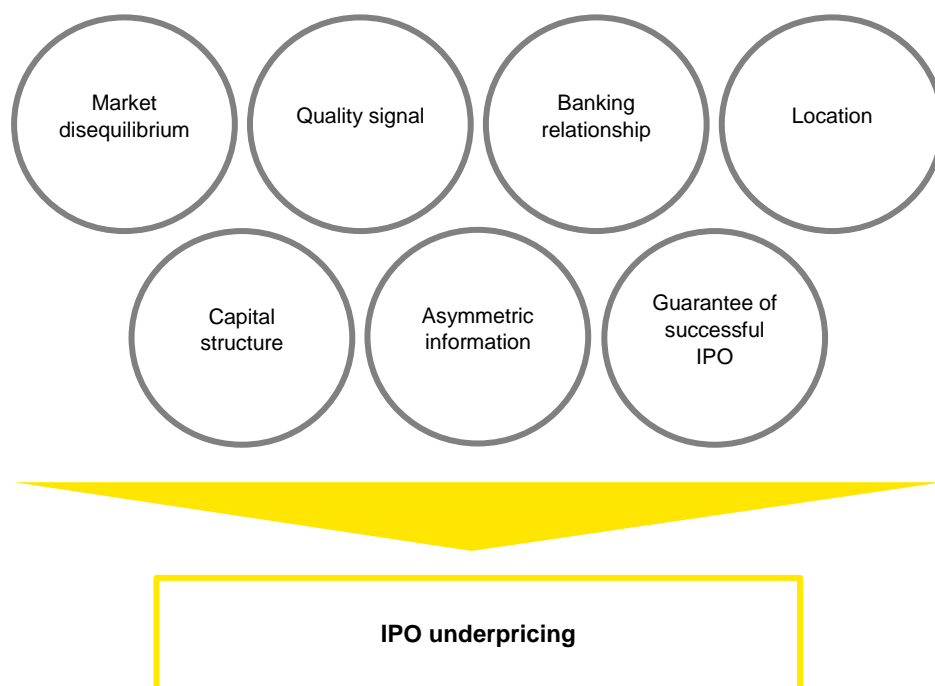 Market
disequilibrium
Quality signal
Banking
relationship
Location
Capital
structure
Asymmetric
information
Guarantee of
successful
IPO
IPO underpricing